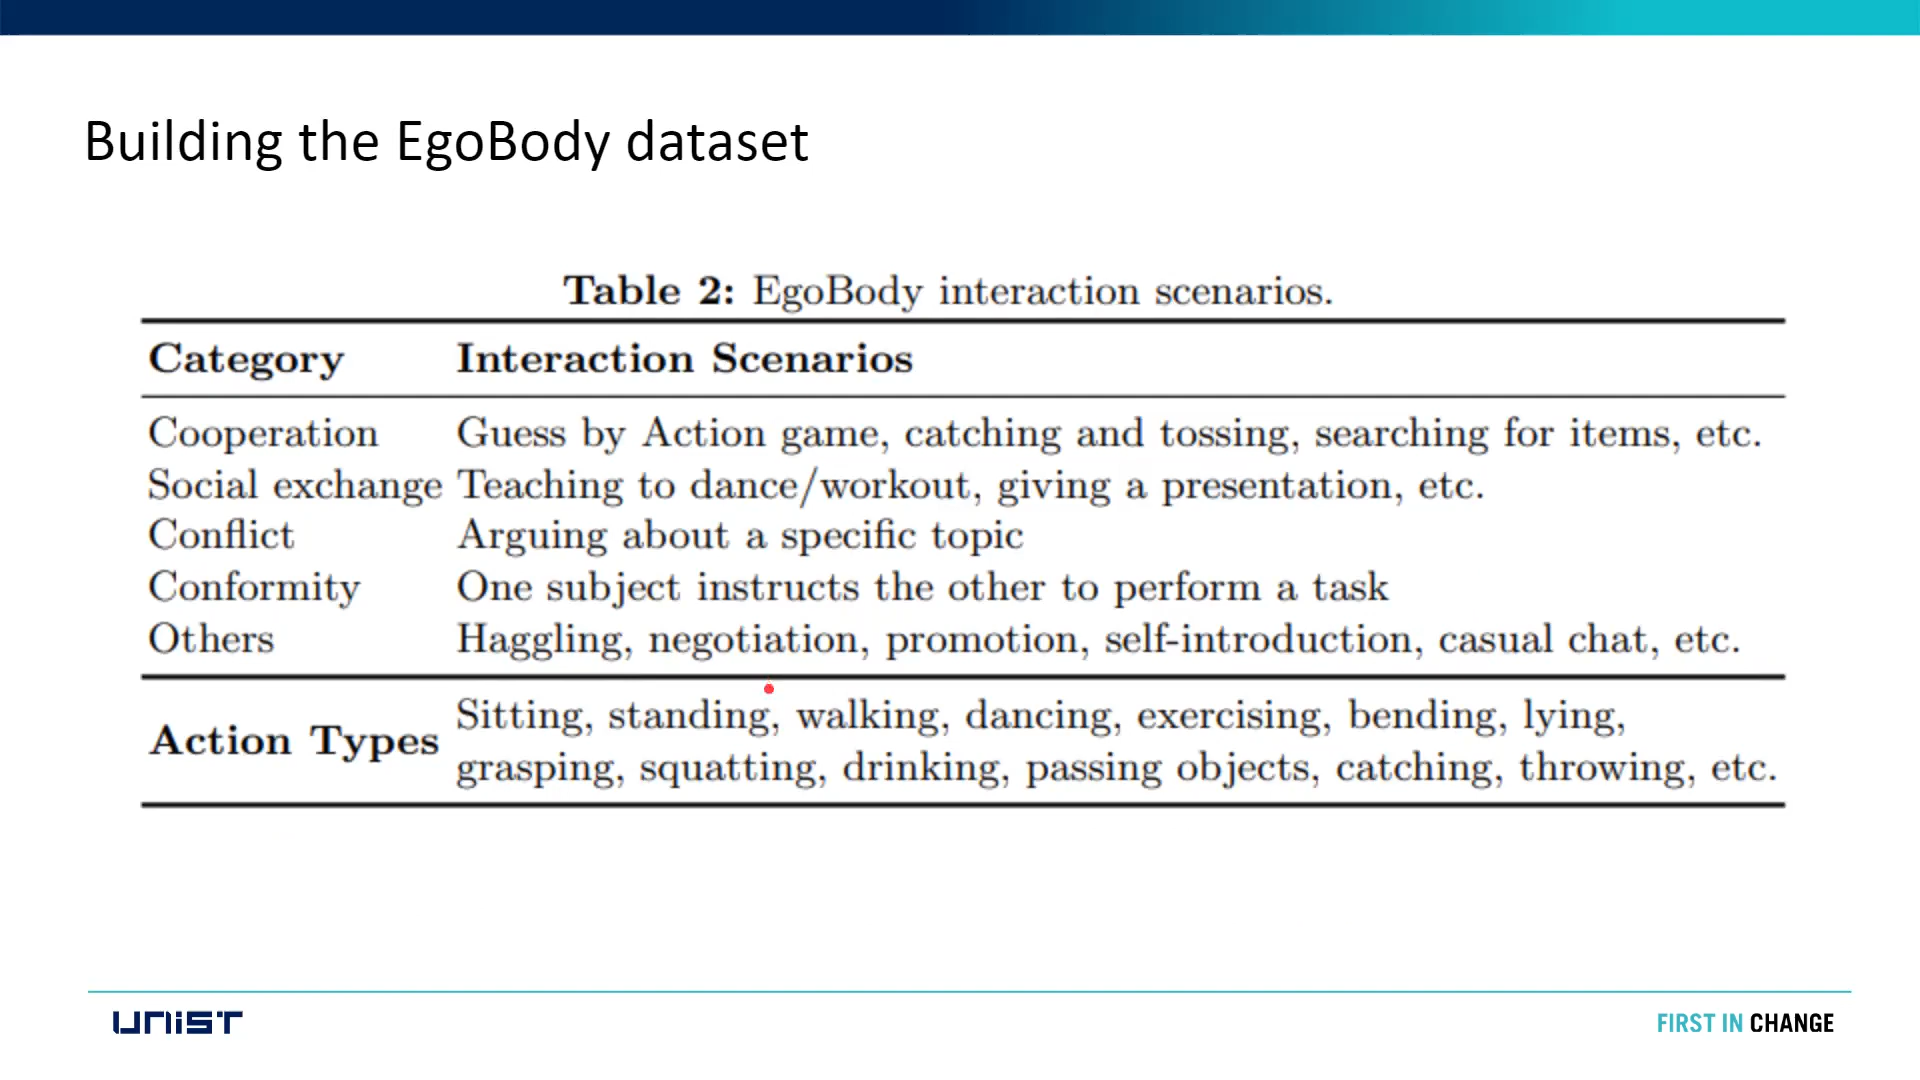 Building the EgoBody dataset
Table 2: EgoBody interaction scenarios.
Category Interaction Scenarios
Cooperation Guess by Action game, catching and tossing, searching for items, etc.
Social exchange Teaching to dance/workout, giving a presentation, etc.
Conflict Arguing about a specific topic
Conformity One subject instructs the other to perform a task
Others Haggling, negotiation, promotion, self-introduction, casual chat, etc.
Action Types Sitting, standing, walking, dancing, exercising, bending, lying,
grasping, squatting, drinking, passing objects, catching, throwing, etc.
UNIST
FIRST IN CHANGE